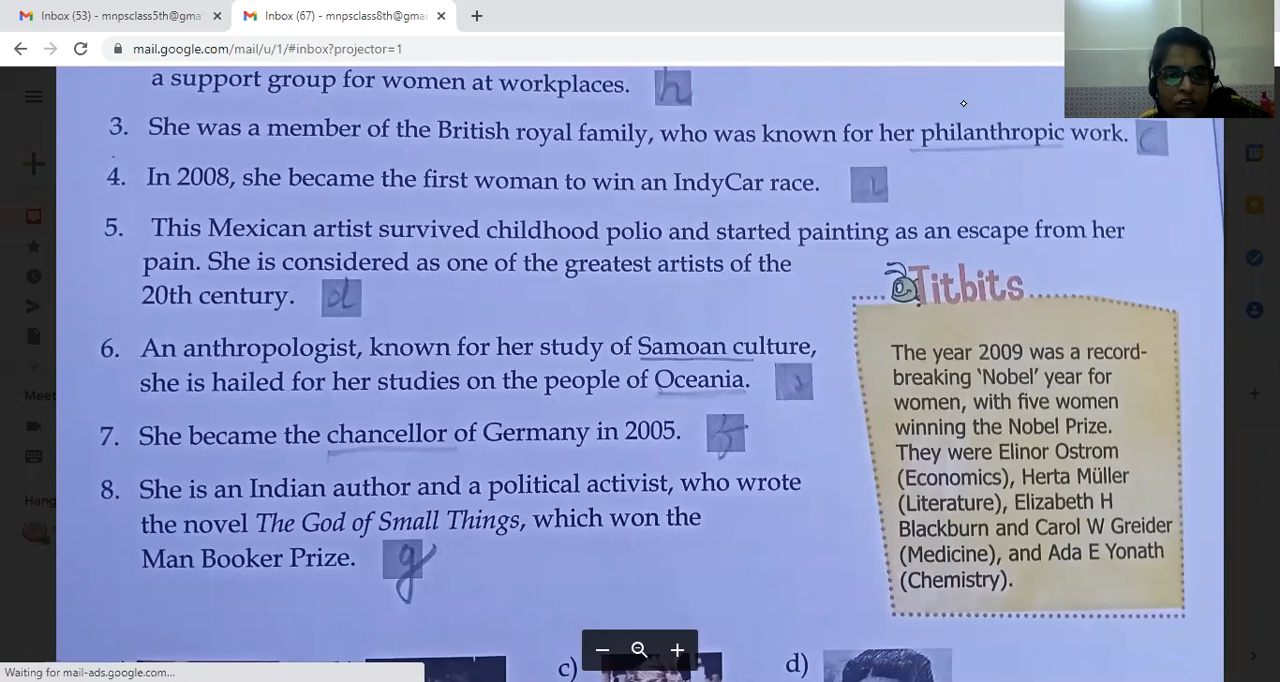 Inbox (53) - mnpsclass5th@gma
Inbox (67) - mnpsclass8th@gmai
mail.google.com/mail/u/1/#inbox?projector=1
a support group for women at workplaces. h
3. She was a member of the British royal family, who was known for her philanthropic work. c
4. In 2008, she became the first woman to win an IndyCar race. i
5. This Mexican artist survived childhood polio and started painting as an escape from her
pain. She is considered as one of the greatest artists of the
20th century. d
6. An anthropologist, known for her study of Samoan culture,
she is hailed for her studies on the people of Oceania.
7. She became the chancellor of Germany in 2005.
8. She is an Indian author and a political activist, who wrote
the novel The God of Small Things, which won the
Man Booker Prize. g
Titbits
The year 2009 was a record-
breaking ‘Nobel’ year for
women, with five women
winning the Nobel Prize.
They were Elinor Ostrom
(Economics), Herta Müller
(Literature), Elizabeth H
Blackburn and Carol W Greider
(Medicine), and Ada E Yonath
(Chemistry).
c)
d)
Meet
Hang
Waiting for mail-ads.google.com...